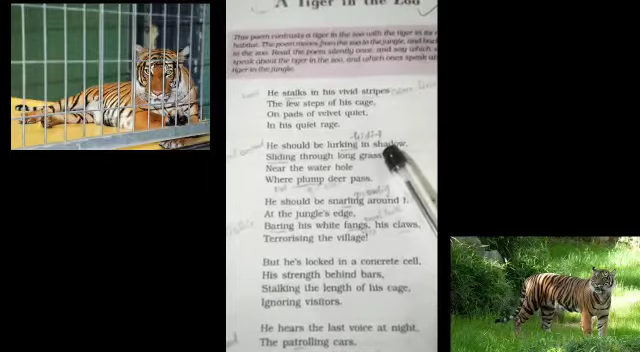 A Tiger in the Zoo
This poem contrasts a tiger in the zoo with the tiger in its
habitat. The poem moves from the zoo to the jungle, and
to the zoo. Read the poem silently once, and say which
speak about the tiger in the zoo, and which ones speak
tiger in the jungle.
He stalks in his vivid stripes
The few steps of his cage,
On pads of velvet quiet,
In his quiet rage.
hiding
He should be lurking in shadow,
Sliding through long grass
Near the water hole
Where plump deer pass.
He should be snarling around
At the jungle's edge,
Baring his white fangs, his claws,
Terrorising the village!
But he's locked in a concrete cell,
His strength behind bars,
Stalking the length of his cage,
Ignoring visitors.
He hears the last voice at night,
The patrolling cars,